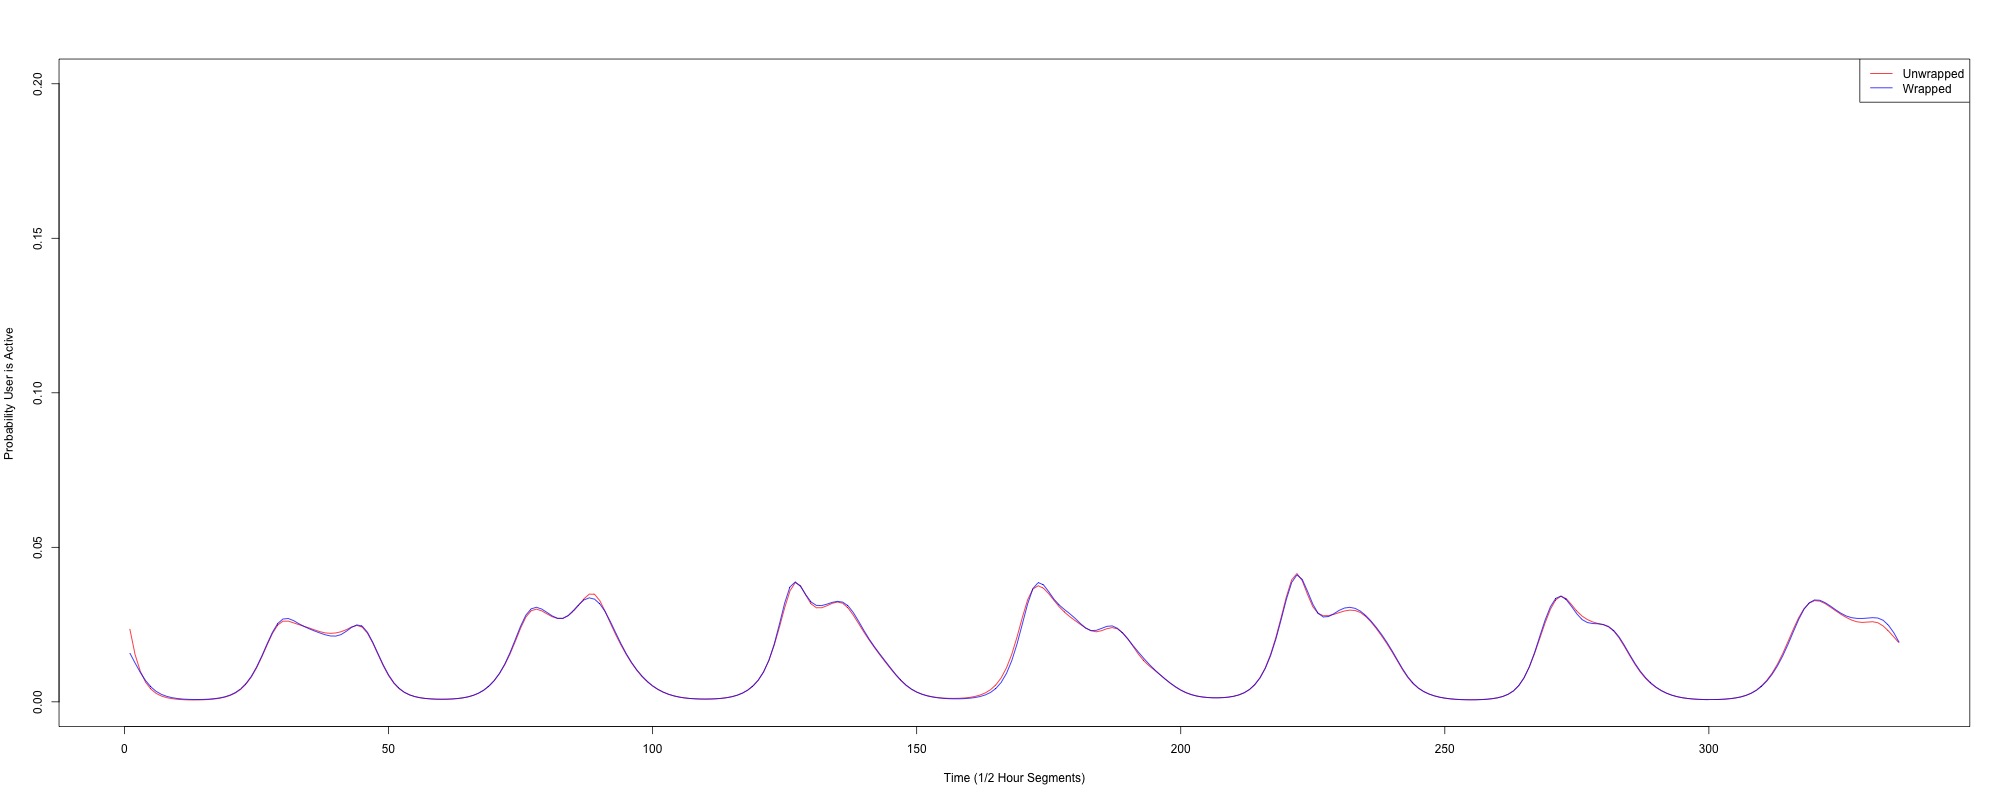 Unwrapped
Wrapped
Probability User is Active
0.20
0.15
0.10
0.05
0.00
0 50 100 150 200 250 300
Time (1/2 Hour Segments)